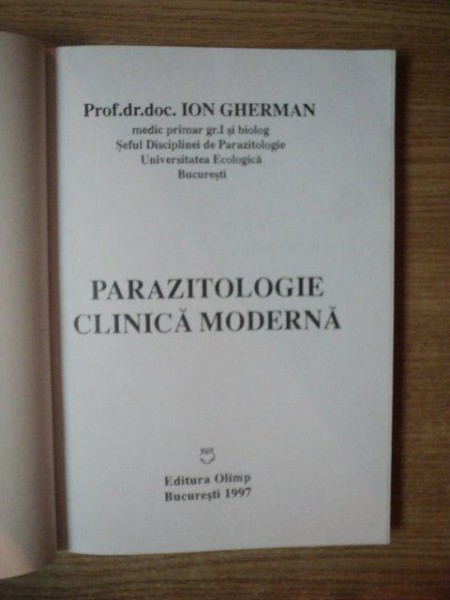 Prof.dr.doc. ION GHERMAN
medic primar gr.I și biolog
Șeful Disciplinei de Parazitologie
Universitatea Ecologică
București
PARAZITOLOGIE
CLINICĂ MODERNĂ
Editura Olimp
București 1997